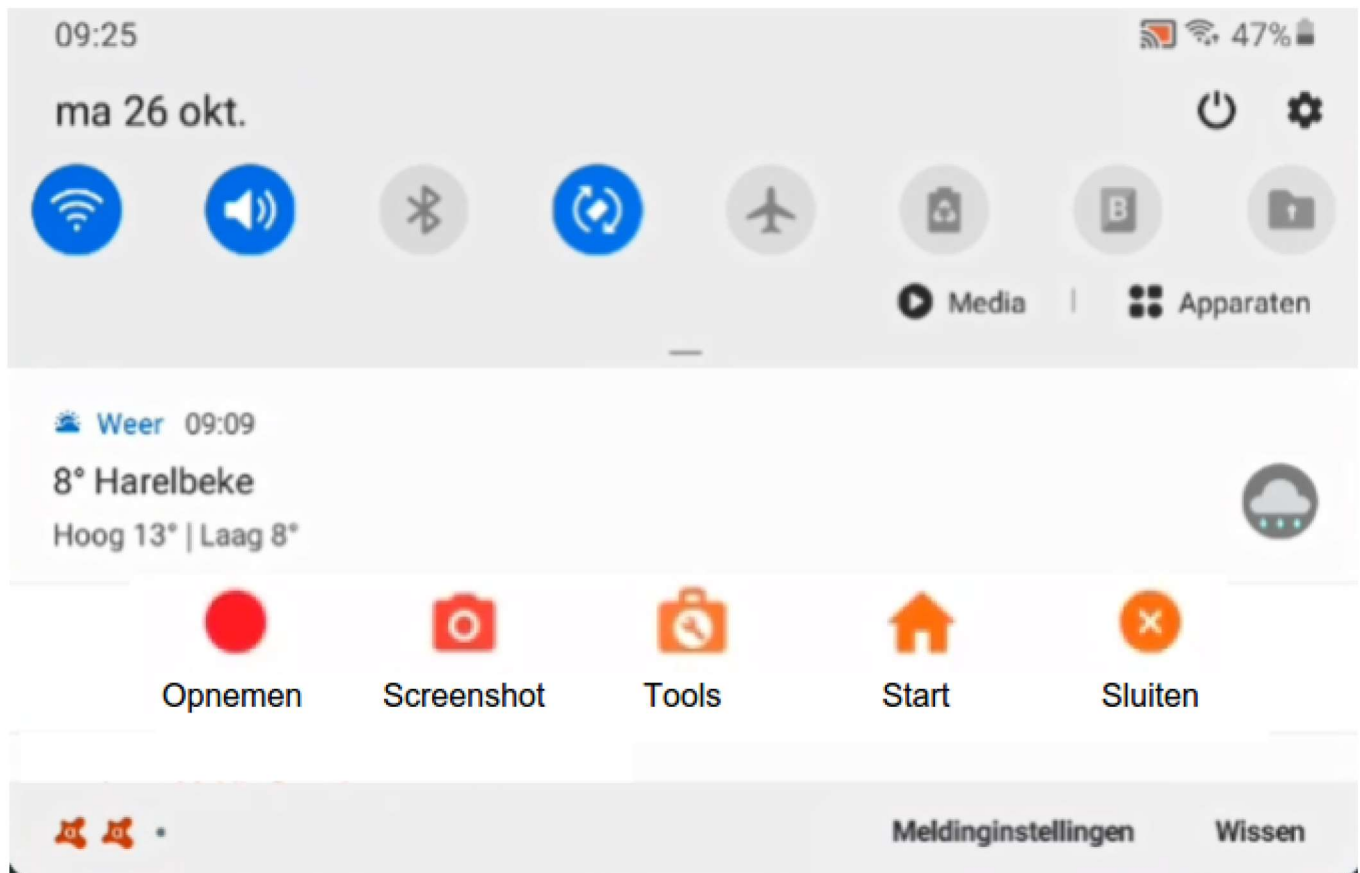 09:25
47%
ma 26 okt.
B
Media | Apparaten
Weer 09:09
8° Harelbeke
Hoog 13° | Laag 8°
Opnemen Screenshot Tools Start Sluiten
Meldinginstellingen Wissen